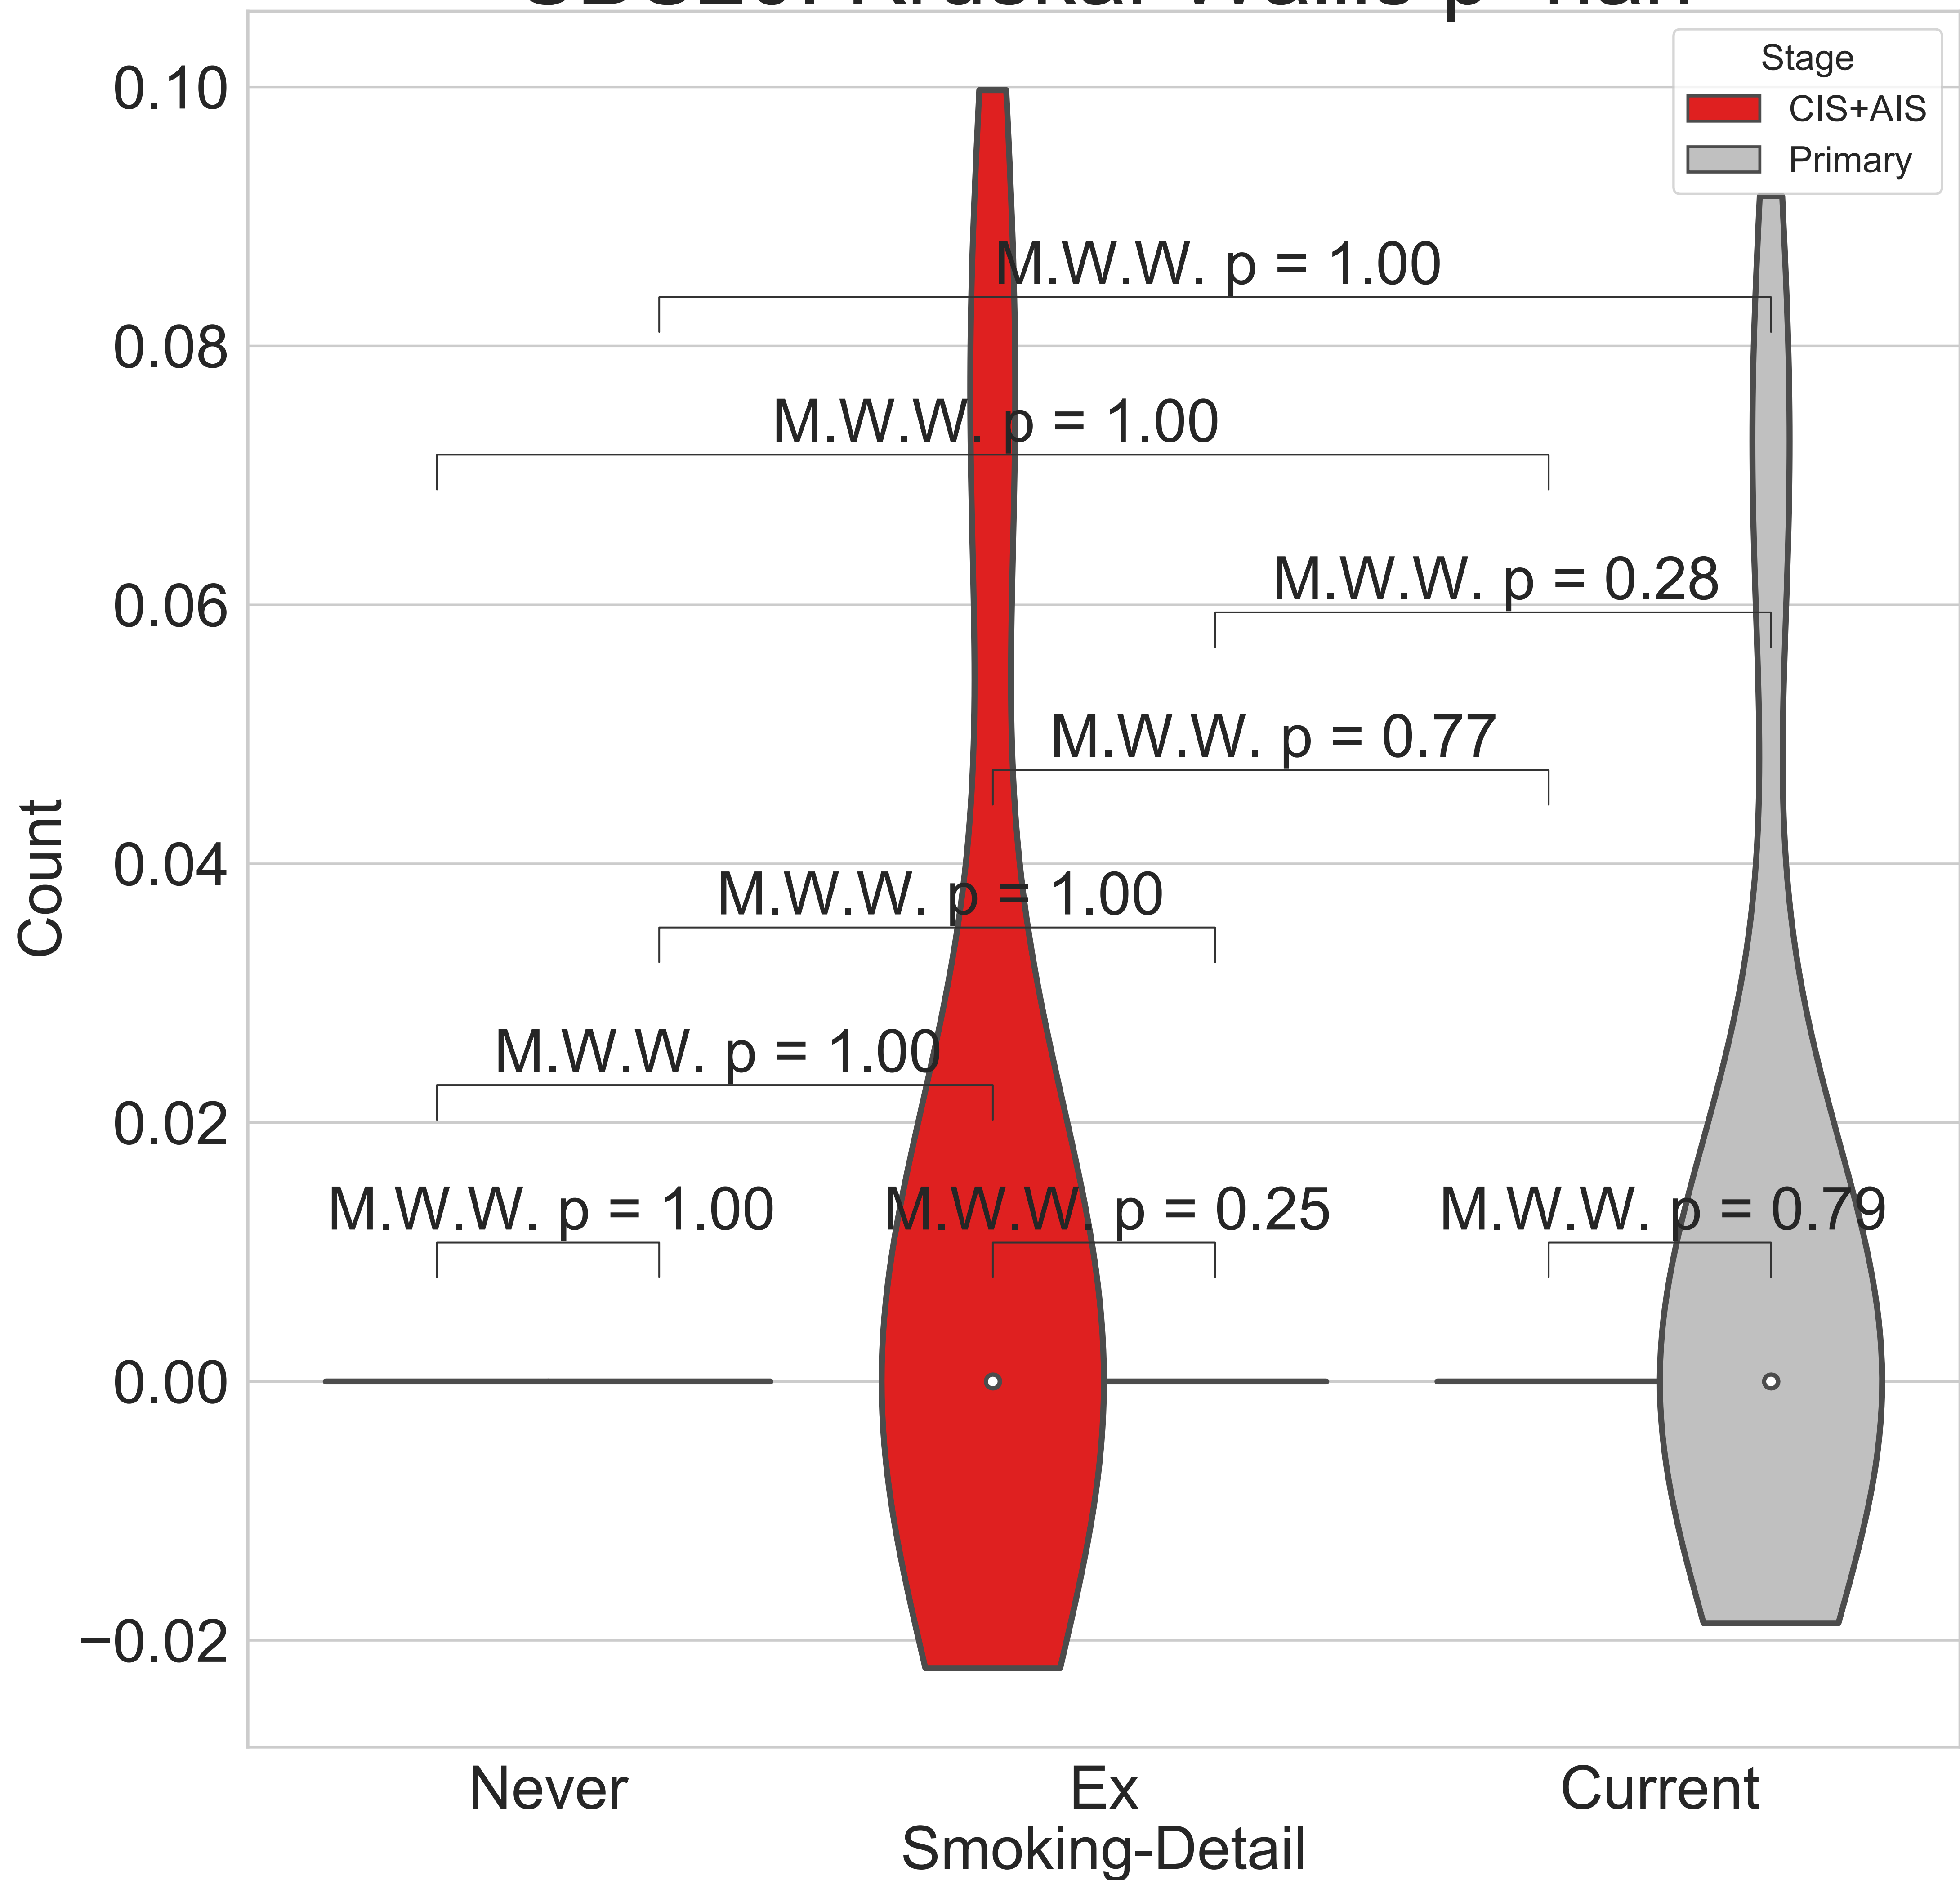 Stage
CIS+AIS
Primary
0.10
0.08
0.06
0.04
0.02
0.00
−0.02
Count
M.W.W. p = 1.00
M.W.W. p = 1.00
M.W.W. p = 0.28
M.W.W. p = 0.77
M.W.W. p = 1.00
M.W.W. p = 1.00
M.W.W. p = 1.00
M.W.W. p = 0.25
M.W.W. p = 0.79
Never
Ex
Current
Smoking-Detail